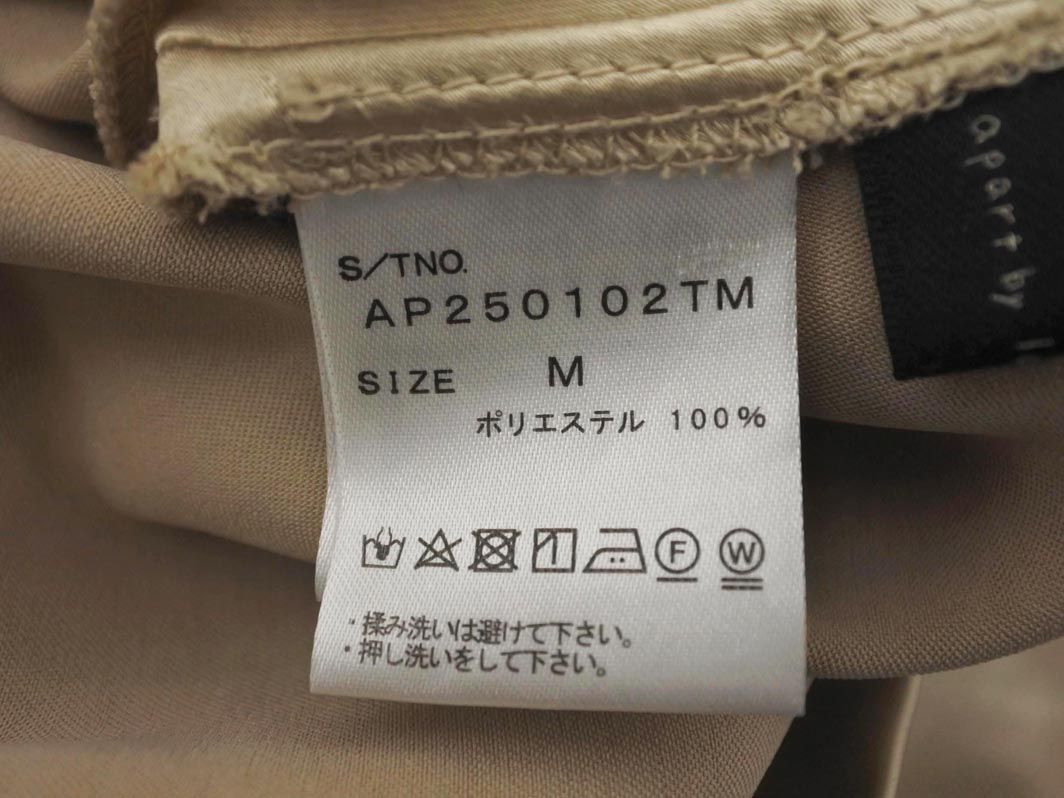 S/TNO.
AP250102TM
SIZE M
ポリエステル 100%
F W
・揉み洗いは避けて下さい。
・押し洗いをして下さい。
apart by